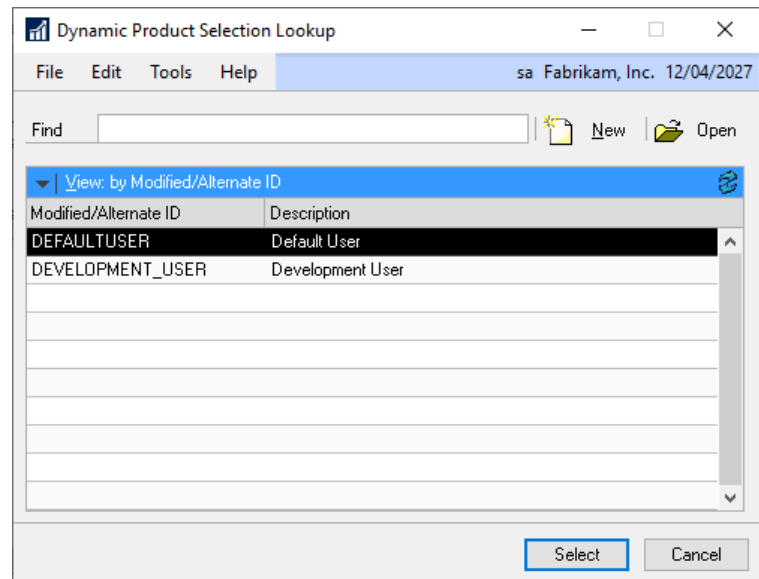 Dynamic Product Selection Lookup
File Edit Tools Help sa Fabrikam, Inc. 12/04/2027
Find New Open
View: by Modified/Alternate ID
Modified/Alternate ID Description
DEFAULTUSER Default User
DEVELOPMENT_USER Development User
Select Cancel